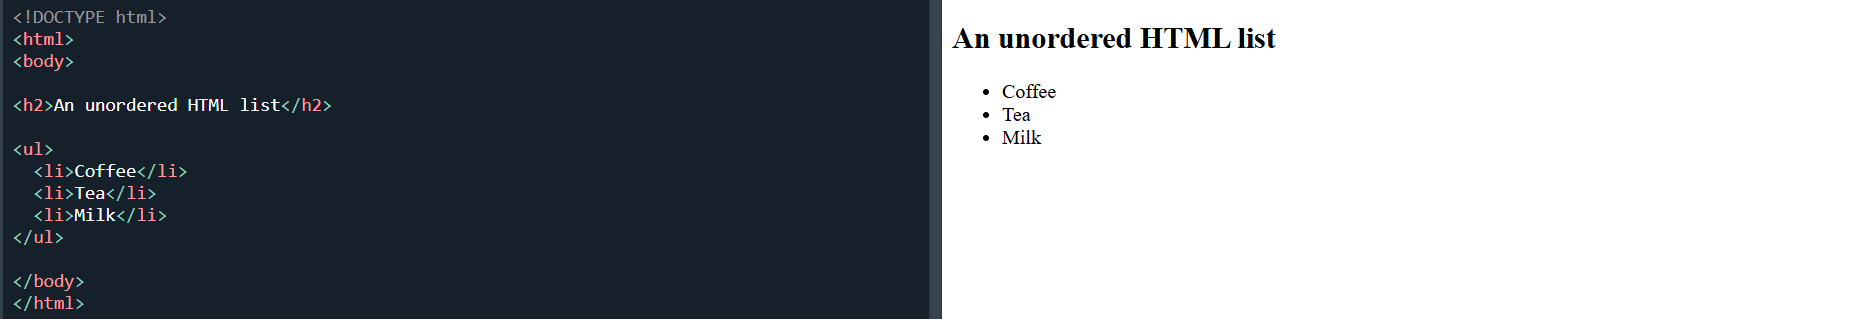 <!DOCTYPE html>
<html>
<body>
<h2>An unordered HTML list</h2>
<ul>
  <li>Coffee</li>
  <li>Tea</li>
  <li>Milk</li>
</ul>
</body>
</html>
An unordered HTML list
• Coffee
• Tea
• Milk